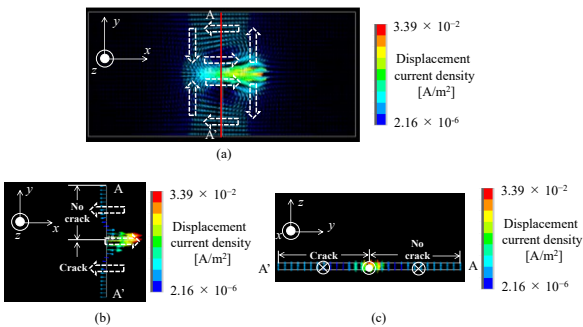 A
y
x
z
A'
3.39 × 10⁻²
Displacement
current density
[A/m²]
2.16 × 10⁻⁶
(a)
y
x
z
A
No
crack
Crack
A'
3.39 × 10⁻²
Displacement
current density
[A/m²]
2.16 × 10⁻⁶
(b)
z
y
x
A'
Crack
No
crack
A
3.39 × 10⁻²
Displacement
current density
[A/m²]
2.16 × 10⁻⁶
(c)